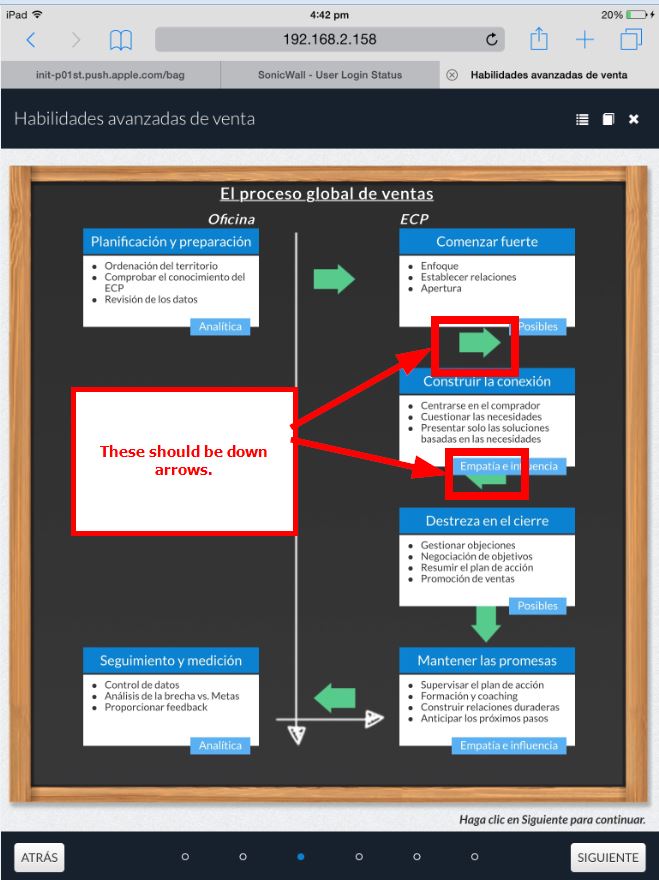 iPad
4:42 pm
20%
192.168.2.158
init-p01st.push.apple.com/bag
SonicWall - User Login Status
Habilidades avanzadas de venta
Habilidades avanzadas de venta
El proceso global de ventas
Oficina
ECP
Planificación y preparación
● Ordenación del territorio
● Comprobar el conocimiento del
ECP
● Revisión de los datos
Analítica
Comenzar fuerte
● Enfoque
● Establecer relaciones
● Apertura
Posibles
These should be down
arrows.
Construir la conexión
● Centrarse en el comprador
● Cuestionar las necesidades
● Presentar solo las soluciones
basadas en las necesidades
Empatía e influencia
Destreza en el cierre
● Gestionar objeciones
● Negociación de objetivos
● Resumir el plan de acción
● Promoción de ventas
Posibles
Seguimiento y medición
● Control de datos
● Análisis de la brecha vs. Metas
● Proporcionar feedback
Analítica
Mantener las promesas
● Supervisar el plan de acción
● Formación y coaching
● Construir relaciones duraderas
● Anticipar los próximos pasos
Empatía e influencia
Haga clic en Siguiente para continuar.
ATRÁS
SIGUIENTE